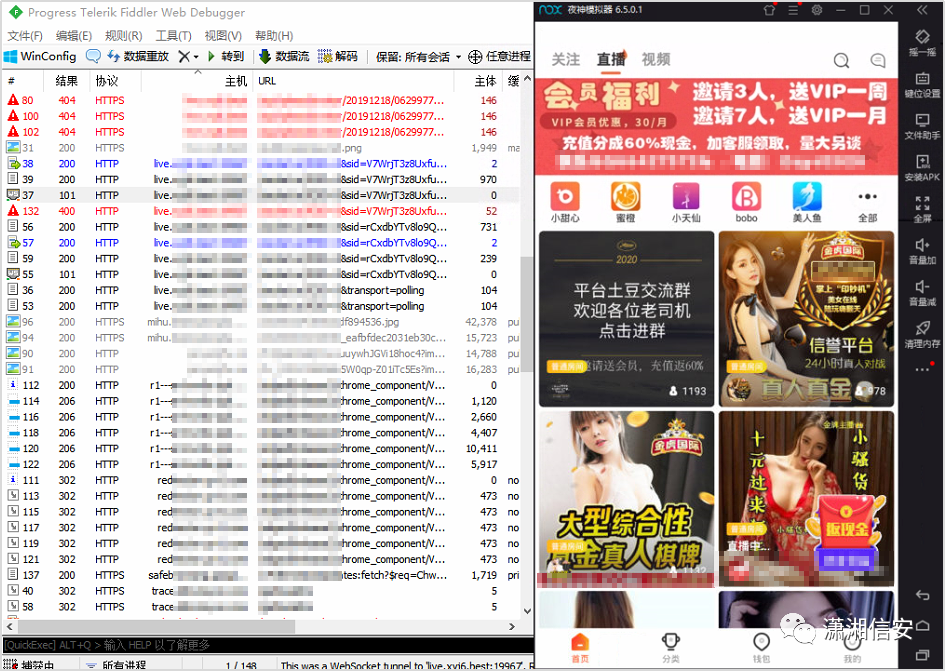 Progress Telerik Fiddler Web Debugger
文件(F) 编辑(E) 规则(R) 工具(T) 视图(V) 帮助(H)
WinConfig 数据重放 转到 数据流 解码 保留: 所有会话 任意进程
# 结果 协议 主机 URL 主体 缓
80 404 HTTPS /20191218/0629977... 146
100 404 HTTPS /20191218/0629977... 146
102 404 HTTPS /20191218/0629977... 146
31 200 HTTPS .png 1,949 ma
38 200 HTTP live. &sid=V7WrjT3z8Uxfu... 2
39 200 HTTP live. &sid=V7WrjT3z8Uxfu... 970
37 101 HTTP live. &sid=V7WrjT3z8Uxfu... 0
132 400 HTTP live. &sid=V7WrjT3z8Uxfu... 52
56 200 HTTP live. &sid=rCxdbYTv8lo9Q... 731
57 200 HTTP live. &sid=rCxdbYTv8lo9Q... 2
59 200 HTTP live. &sid=rCxdbYTv8lo9Q... 239
55 101 HTTP live. &sid=rCxdbYTv8lo9Q... 0
36 200 HTTP live. &transport=polling 104
53 200 HTTP live. &transport=polling 104
96 200 HTTPS mihu. df894536.jpg 42,378 pu
94 200 HTTPS mihu. _eafbfdec2031eb30c... 15,723 pu
90 200 HTTP uuywhJGVi18hoc4?im... 14,788 pu
91 200 HTTP 5W0qp-Z01iTc5Es?im... 16,283 pu
112 200 HTTP r1--- chrome_component/V... 0
114 206 HTTP r1--- chrome_component/V... 1,120
116 206 HTTP r1--- chrome_component/V... 2,660
118 206 HTTP r1--- chrome_component/V... 4,407
120 206 HTTP r1--- chrome_component/V... 10,411
122 206 HTTP r1--- chrome_component/V... 5,917
111 302 HTTP red hrome_component/V... 0 no
113 302 HTTP red hrome_component/V... 473 no
115 302 HTTP red hrome_component/V... 473 no
117 302 HTTP red hrome_component/V... 473 no
119 302 HTTP red hrome_component/V... 473 no
121 302 HTTP red hrome_component/V... 473 no
137 200 HTTPS safeb ates:fetch?$req=Chw... 1,719 pri
40 302 HTTPS trace 5
58 302 HTTPS trace 5
[QuickExec] ALT+Q > 输入 HELP 以了解更多
捕获中 所有进程 1 / 148 This was a WebSocket tunnel to
nox 夜神模拟器 6.5.0.1
关注 直播 视频
会员福利
VIP会员优惠，30/月
邀请3人，送VIP一周
邀请7人，送VIP一月
充值分成60%现金，加客服领取，量大另谈
小甜心 蜜橙 小天仙 bobo 美人鱼 全部
2020
平台土豆交流群
欢迎各位老司机
点击进群
普通房间
邀请送会员，充值返60%
1193
金虎国际
掌上“印钞机”
美女在线
陪玩嗨翻天
信誉平台
24小时真人对战
普通房间
真人真金
978
金虎国际
大型综合性
真金真人棋牌
普通房间
金牌主播
十元过来
小骚货
返现金
普通房间
直播中...
首页 分类 钱包 我的
摇一摇
键位设置
文件助手
安装APK
全屏
音量加
音量减
清理内存
潇湘信安